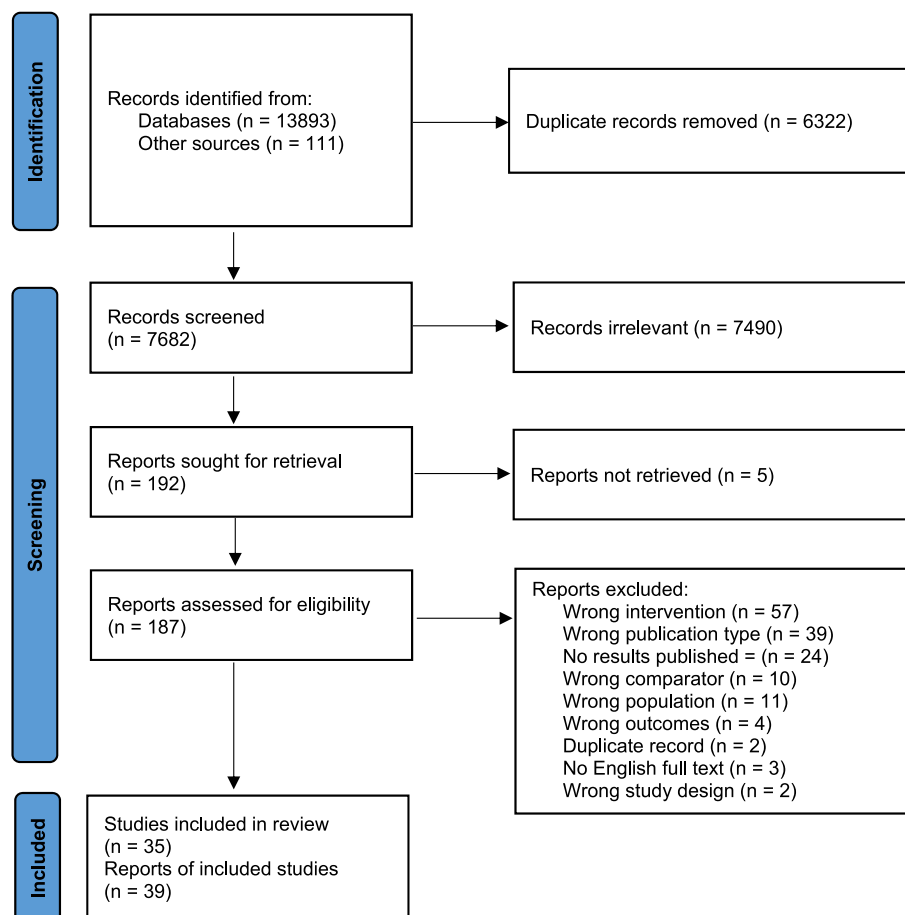 Identification
Records identified from:
Databases (n = 13893)
Other sources (n = 111)
Duplicate records removed (n = 6322)
Screening
Records screened
(n = 7682)
Records irrelevant (n = 7490)
Reports sought for retrieval
(n = 192)
Reports not retrieved (n = 5)
Reports assessed for eligibility
(n = 187)
Reports excluded:
Wrong intervention (n = 57)
Wrong publication type (n = 39)
No results published = (n = 24)
Wrong comparator (n = 10)
Wrong population (n = 11)
Wrong outcomes (n = 4)
Duplicate record (n = 2)
No English full text (n = 3)
Wrong study design (n = 2)
Included
Studies included in review
(n = 35)
Reports of included studies
(n = 39)